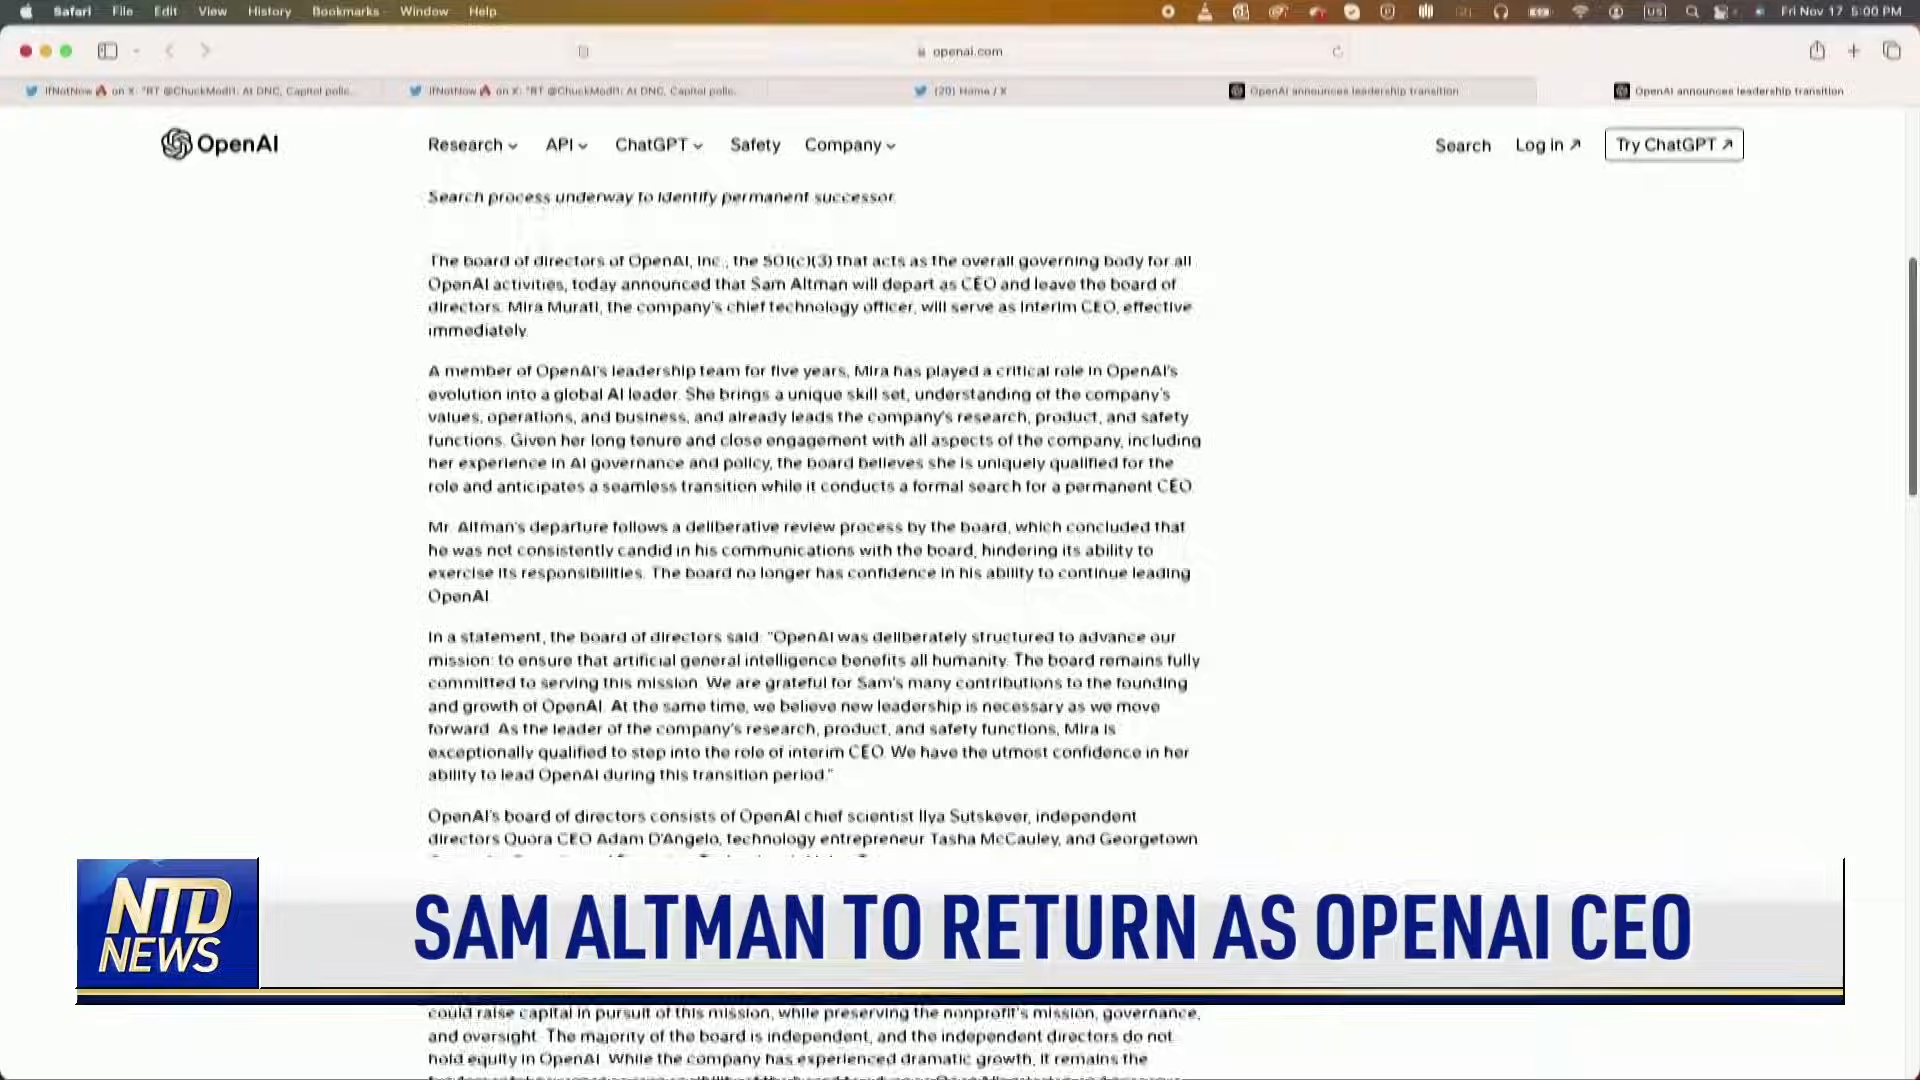 Safari File Edit View History Bookmarks Window Help US Fri Nov 17 5:00 PM
openai.com
IfNotNow🔥 on X: "RT @ChuckModi1: At DNC, Capitol polic... IfNotNow🔥 on X: "RT @ChuckModi1: At DNC, Capitol polic... (20) Home / X OpenAI announces leadership transition OpenAI announces leadership transition
OpenAI Research API ChatGPT Safety Company Search Log in ↗ Try ChatGPT ↗
Search process underway to identify permanent successor.
The board of directors of OpenAI, Inc., the 501(c)(3) that acts as the overall governing body for all
OpenAI activities, today announced that Sam Altman will depart as CEO and leave the board of
directors. Mira Murati, the company's chief technology officer, will serve as interim CEO, effective
immediately.
A member of OpenAI's leadership team for five years, Mira has played a critical role in OpenAI's
evolution into a global AI leader. She brings a unique skill set, understanding of the company's
values, operations, and business, and already leads the company's research, product, and safety
functions. Given her long tenure and close engagement with all aspects of the company, including
her experience in AI governance and policy, the board believes she is uniquely qualified for the
role and anticipates a seamless transition while it conducts a formal search for a permanent CEO.
Mr. Altman's departure follows a deliberative review process by the board, which concluded that
he was not consistently candid in his communications with the board, hindering its ability to
exercise its responsibilities. The board no longer has confidence in his ability to continue leading
OpenAI.
In a statement, the board of directors said: "OpenAI was deliberately structured to advance our
mission: to ensure that artificial general intelligence benefits all humanity. The board remains fully
committed to serving this mission. We are grateful for Sam's many contributions to the founding
and growth of OpenAI. At the same time, we believe new leadership is necessary as we move
forward. As the leader of the company's research, product, and safety functions, Mira is
exceptionally qualified to step into the role of interim CEO. We have the utmost confidence in her
ability to lead OpenAI during this transition period."
OpenAI's board of directors consists of OpenAI chief scientist Ilya Sutskever, independent
directors Quora CEO Adam D'Angelo, technology entrepreneur Tasha McCauley, and Georgetown
NTD
NEWS
SAM ALTMAN TO RETURN AS OPENAI CEO
could raise capital in pursuit of this mission, while preserving the nonprofit's mission, governance,
and oversight. The majority of the board is independent, and the independent directors do not
hold equity in OpenAI. While the company has experienced dramatic growth, it remains the